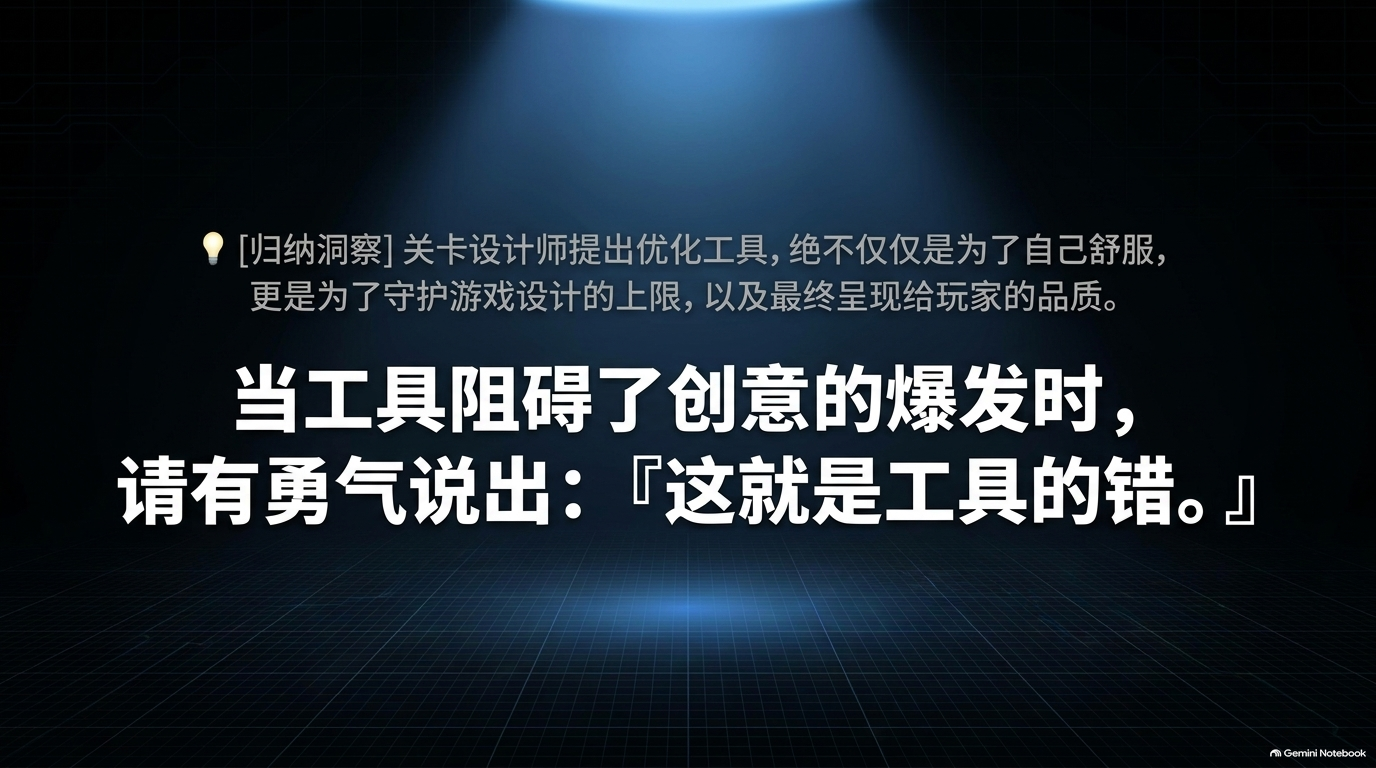 💡 [归纳洞察] 关卡设计师提出优化工具，绝不仅仅是为了自己舒服，
更是为了守护游戏设计的上限，以及最终呈现给玩家的品质。
当工具阻碍了创意的爆发时，
请有勇气说出：『这就是工具的错。』
Gemini Notebook